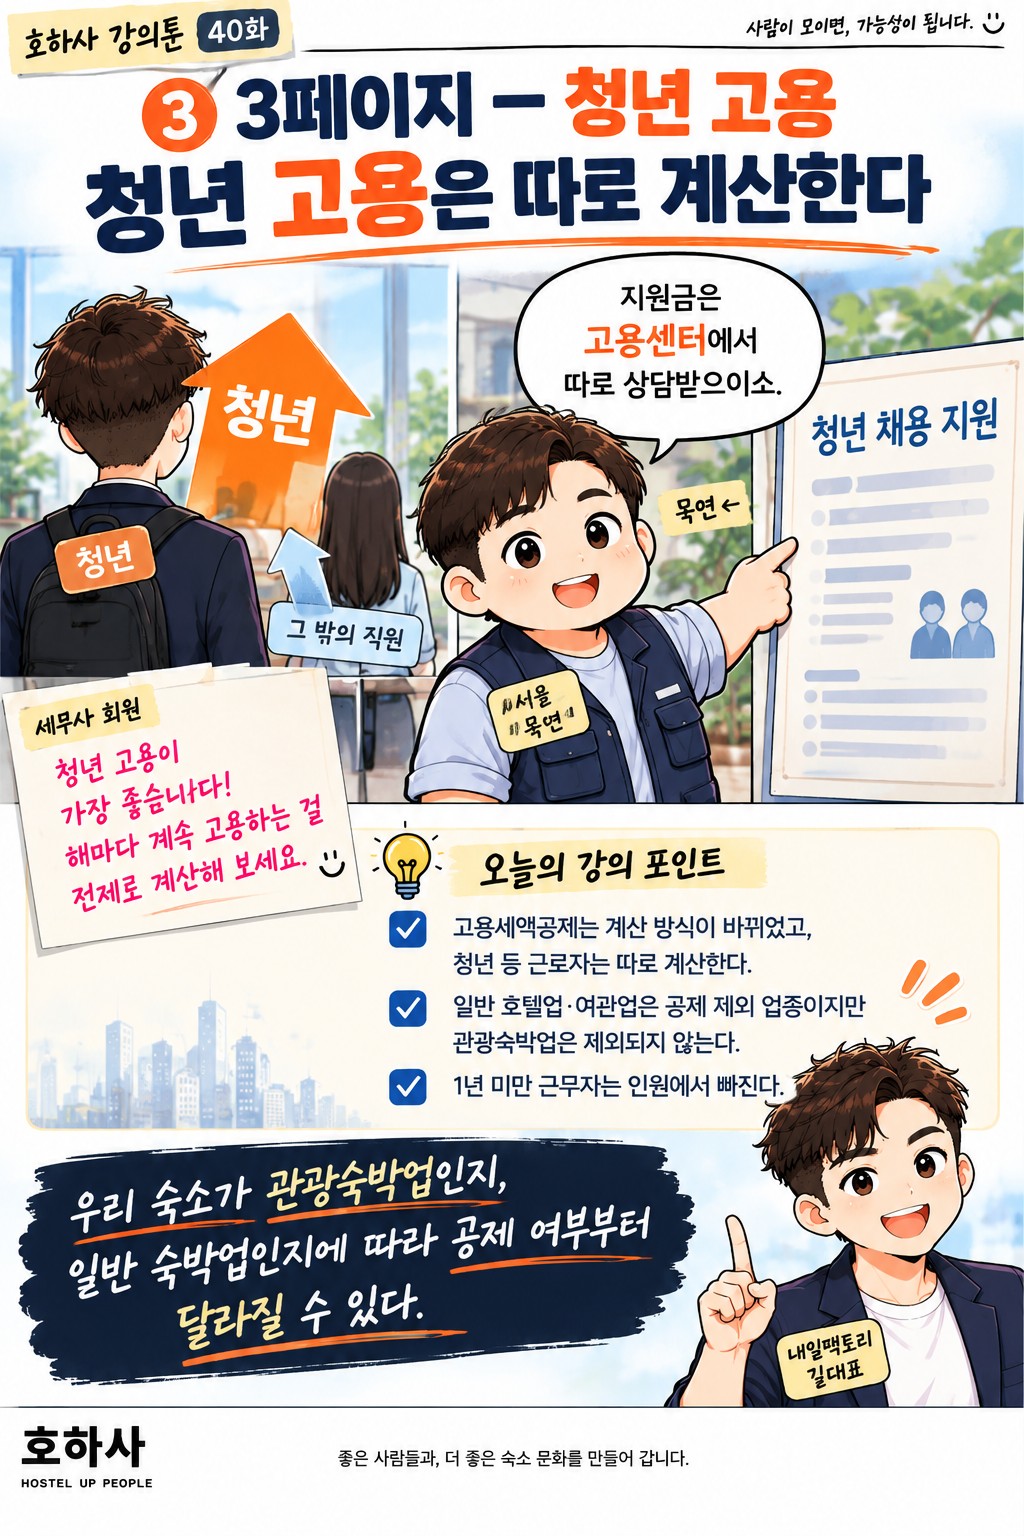 호하사 강의툰 40화
사람이 모이면, 가능성이 됩니다.
3 3페이지 – 청년 고용
청년 고용은 따로 계산한다
지원금은
고용센터에서
따로 상담받으이소.
청년
청년 채용 지원
목연 ←
청년
그 밖의 직원
서울
목연
세무사 회원
청년 고용이
가장 좋습니다!
해마다 계속 고용하는 걸
전제로 계산해 보세요.
오늘의 강의 포인트
고용세액공제는 계산 방식이 바뀌었고,
청년 등 근로자는 따로 계산한다.
일반 호텔업·여관업은 공제 제외 업종이지만
관광숙박업은 제외되지 않는다.
1년 미만 근무자는 인원에서 빠진다.
우리 숙소가 관광숙박업인지,
일반 숙박업인지에 따라 공제 여부부터
달라질 수 있다.
내일팩토리
길대표
호하사
HOSTEL UP PEOPLE
좋은 사람들과, 더 좋은 숙소 문화를 만들어 갑니다.